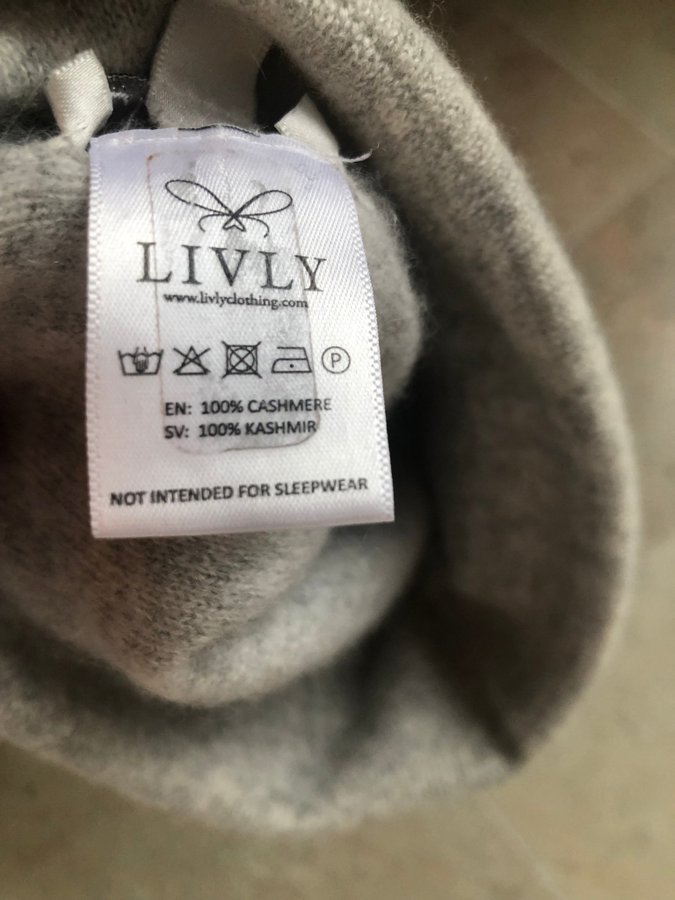 LIVLY
www.livlyclothing.com
P
EN: 100% CASHMERE
SV: 100% KASHMIR
NOT INTENDED FOR SLEEPWEAR